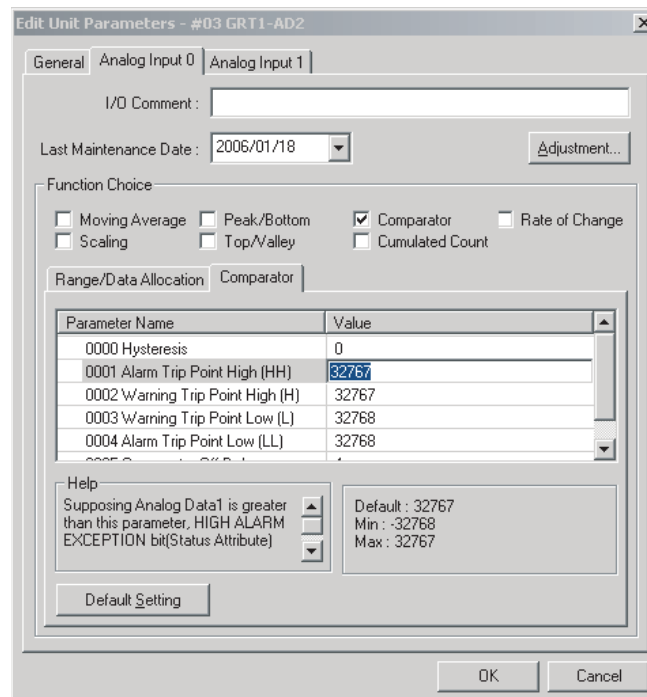 Edit Unit Parameters - #03 GRT1-AD2
General Analog Input 0 Analog Input 1
I/O Comment :
Last Maintenance Date : 2006/01/18 Adjustment...
Function Choice
Moving Average Peak/Bottom Comparator Rate of Change
Scaling Top/Valley Cumulated Count
Range/Data Allocation Comparator
Parameter Name Value
0000 Hysteresis 0
0001 Alarm Trip Point High (HH) 32767
0002 Warning Trip Point High (H) 32767
0003 Warning Trip Point Low (L) 32768
0004 Alarm Trip Point Low (LL) 32768
Help
Supposing Analog Data1 is greater
than this parameter, HIGH ALARM
EXCEPTION bit(Status Attribute)
Default : 32767
Min : -32768
Max : 32767
Default Setting
OK Cancel